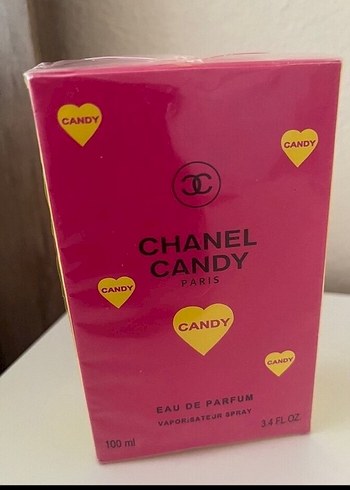 CANDY
CANDY
CHANEL
CANDY
PARIS
CANDY
CANDY
CANDY
EAU DE PARFUM
VAPORISATEUR SPRAY
100 ml
3.4 FL.OZ.